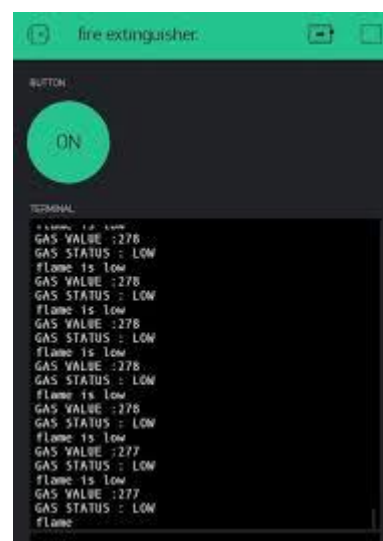 fire extinguisher.
BUTTON
ON
TERMINAL
flame is low
GAS VALUE :278
GAS STATUS : LOW
flame is low
GAS VALUE :278
GAS STATUS : LOW
flame is low
GAS VALUE :278
GAS STATUS : LOW
flame is low
GAS VALUE :278
GAS STATUS : LOW
flame is low
GAS VALUE :278
GAS STATUS : LOW
flame is low
GAS VALUE :277
GAS STATUS : LOW
flame is low
GAS VALUE :277
GAS STATUS : LOW
flame